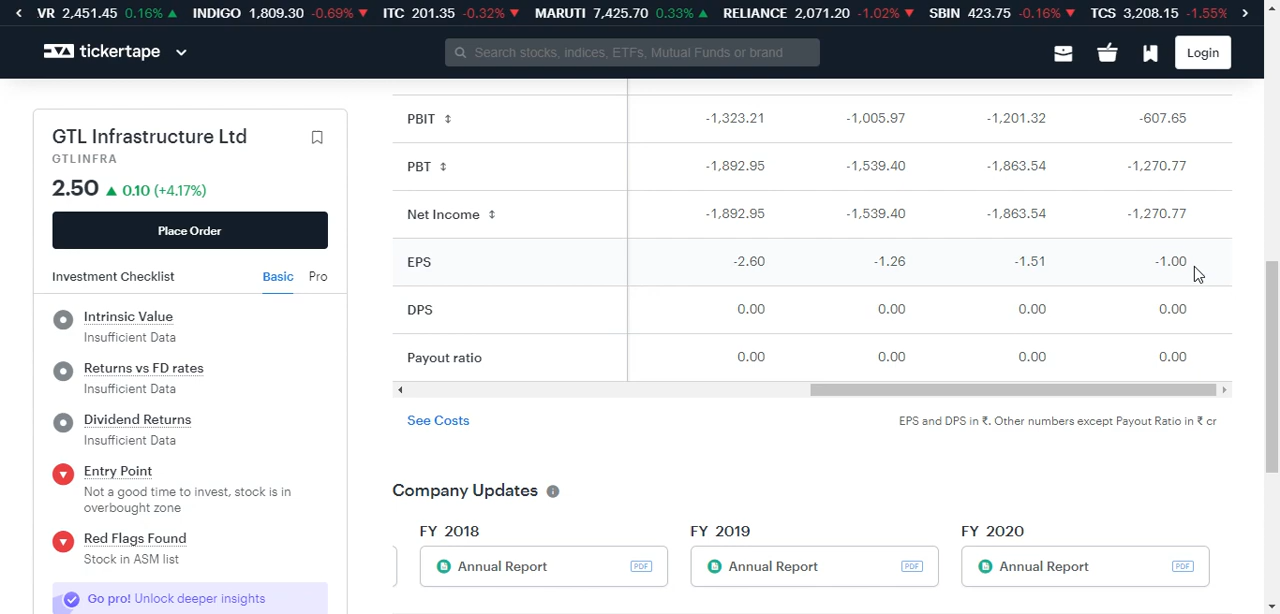 VR 2,451.45 0.16% ▲ INDIGO 1,809.30 -0.69% ▼ ITC 201.35 -0.32% ▼ MARUTI 7,425.70 0.33% ▲ RELIANCE 2,071.20 -1.02% ▼ SBIN 423.75 -0.16% ▼ TCS 3,208.15 -1.55%
tickertape
Search stocks, indices, ETFs, Mutual Funds or brand
Login
GTL Infrastructure Ltd
GTLINFRA
2.50 ▲ 0.10 (+4.17%)
Place Order
Investment Checklist Basic Pro
Intrinsic Value
Insufficient Data
Returns vs FD rates
Insufficient Data
Dividend Returns
Insufficient Data
Entry Point
Not a good time to invest, stock is in
overbought zone
Red Flags Found
Stock in ASM list
Go pro! Unlock deeper insights
PBIT -1,323.21 -1,005.97 -1,201.32 -607.65
PBT -1,892.95 -1,539.40 -1,863.54 -1,270.77
Net Income -1,892.95 -1,539.40 -1,863.54 -1,270.77
EPS -2.60 -1.26 -1.51 -1.00
DPS 0.00 0.00 0.00 0.00
Payout ratio 0.00 0.00 0.00 0.00
See Costs
EPS and DPS in ₹. Other numbers except Payout Ratio in ₹ cr
Company Updates
FY 2018 FY 2019 FY 2020
Annual Report PDF Annual Report PDF Annual Report PDF